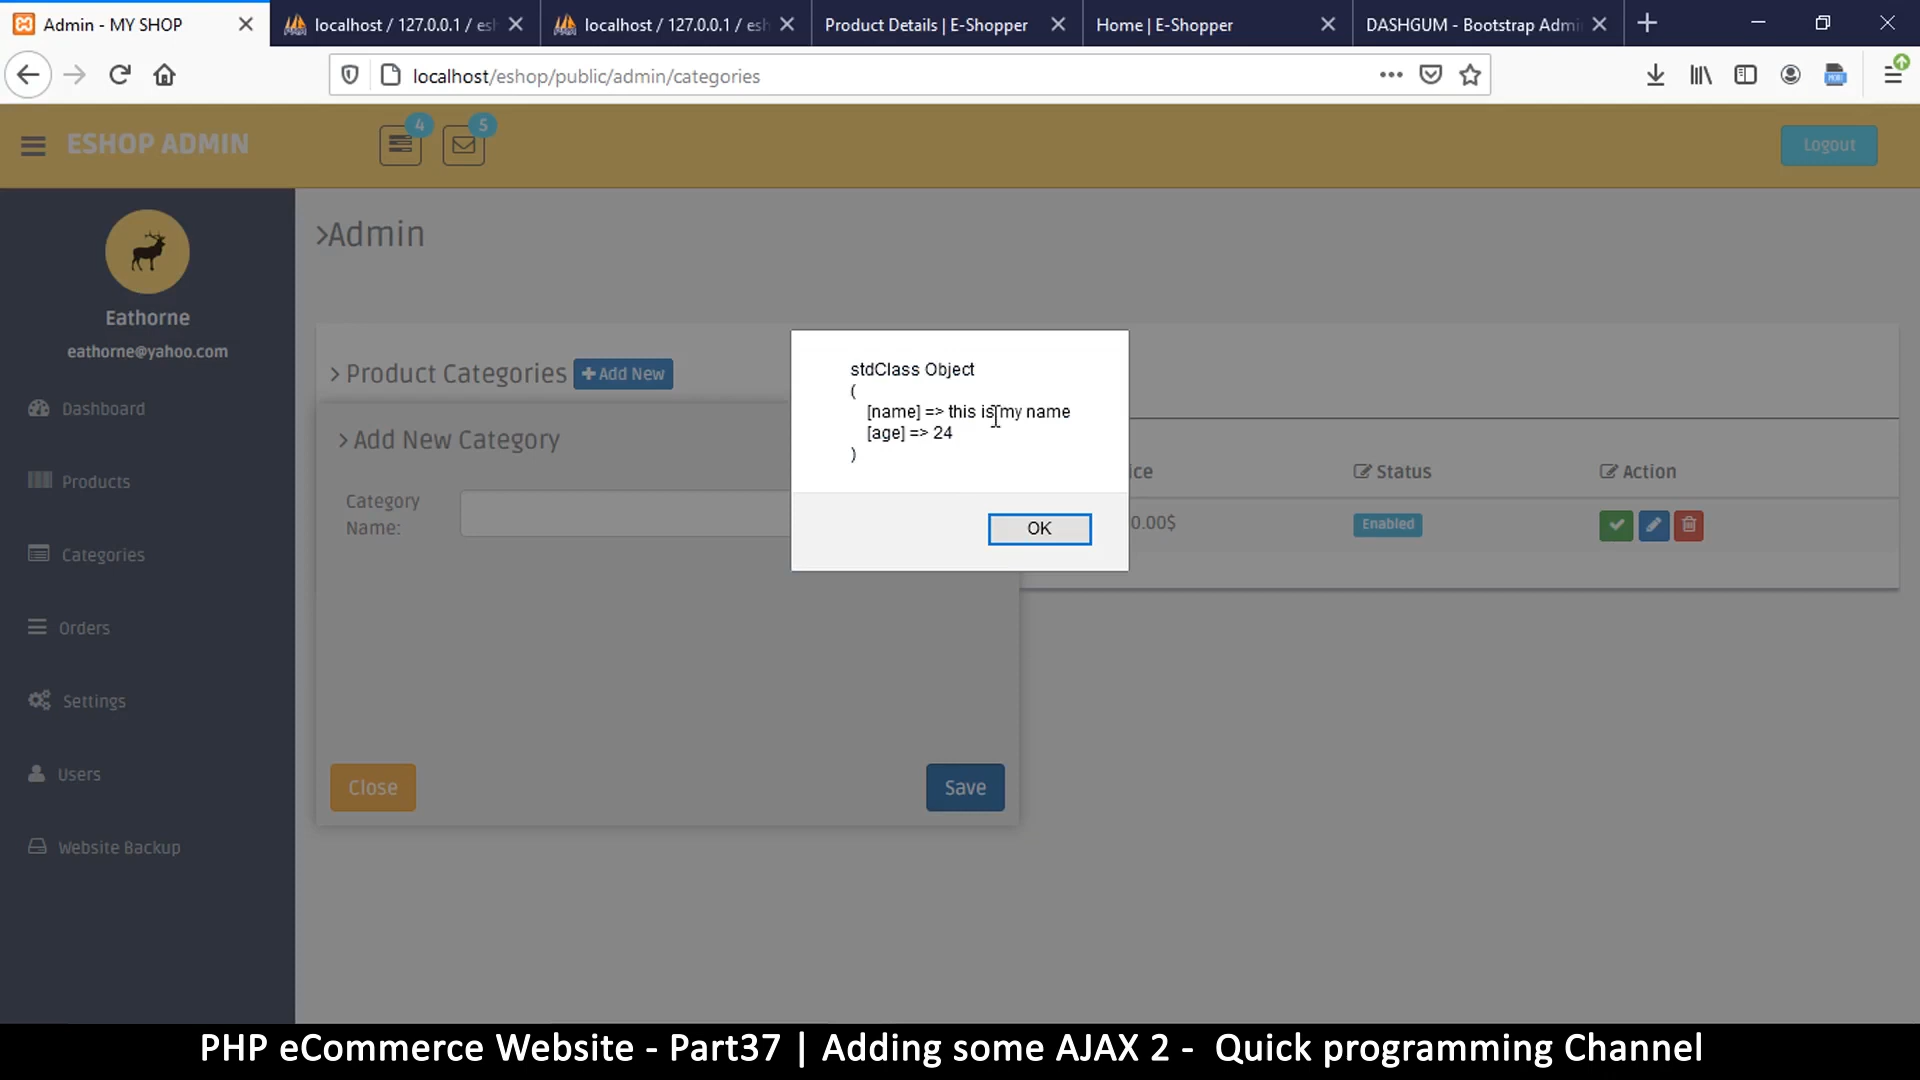 Admin - MY SHOP
localhost / 127.0.0.1 / esh
localhost / 127.0.0.1 / esh
Product Details | E-Shopper
Home | E-Shopper
DASHGUM - Bootstrap Admi
localhost/eshop/public/admin/categories
ESHOP ADMIN
4
5
Logout
>Admin
Eathorne
eathorne@yahoo.com
Dashboard
Products
Categories
Orders
Settings
Users
Website Backup
> Product Categories
+ Add New
> Add New Category
Category
Name:
Close
Save
stdClass Object
(
[name] => this is my name
[age] => 24
)
OK
ice
Status
Action
0.00$
Enabled
PHP eCommerce Website - Part37 | Adding some AJAX 2 - Quick programming Channel